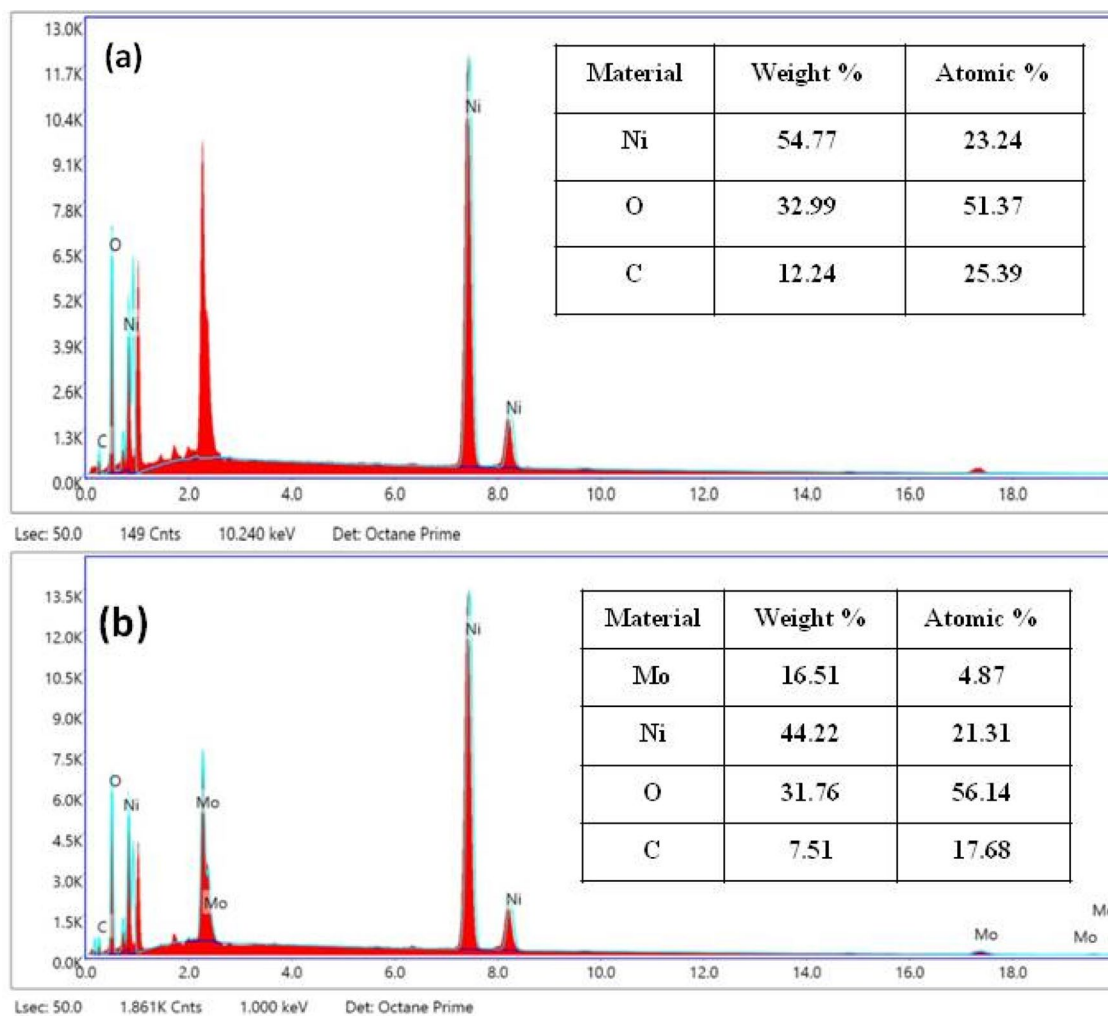 (a)
13.0K
11.7K
10.4K
9.1K
7.8K
6.5K
5.2K
3.9K
2.6K
1.3K
0.0K
C
O
Ni
Ni
Ni
Material Weight % Atomic %
Ni 54.77 23.24
O 32.99 51.37
C 12.24 25.39
0.0 2.0 4.0 6.0 8.0 10.0 12.0 14.0 16.0 18.0
Lsec: 50.0 149 Cnts 10.240 keV Det: Octane Prime
(b)
13.5K
12.0K
10.5K
9.0K
7.5K
6.0K
4.5K
3.0K
1.5K
0.0K
C
O
Ni
Mo
Mo
Ni
Ni
Mo
Mo
Material Weight % Atomic %
Mo 16.51 4.87
Ni 44.22 21.31
O 31.76 56.14
C 7.51 17.68
0.0 2.0 4.0 6.0 8.0 10.0 12.0 14.0 16.0 18.0
Lsec: 50.0 1.861K Cnts 1.000 keV Det: Octane Prime